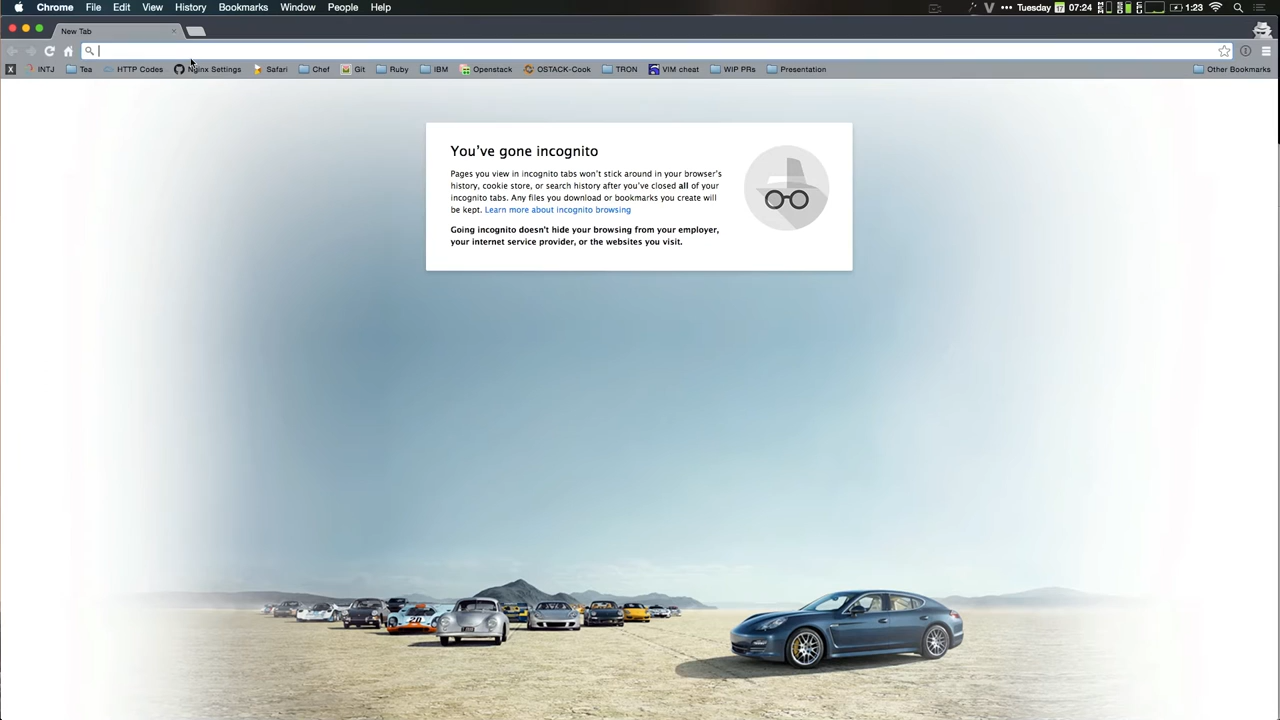 Chrome File Edit View History Bookmarks Window People Help
Tuesday 17 07:24 1:23
New Tab
X INTJ Tea HTTP Codes Nginx Settings Safari Chef Git Ruby IBM Openstack OSTACK-Cook TRON VIM cheat WIP PRs Presentation Other Bookmarks
You've gone incognito
Pages you view in incognito tabs won't stick around in your browser's
history, cookie store, or search history after you've closed all of your
incognito tabs. Any files you download or bookmarks you create will
be kept. Learn more about incognito browsing
Going incognito doesn't hide your browsing from your employer,
your internet service provider, or the websites you visit.
20